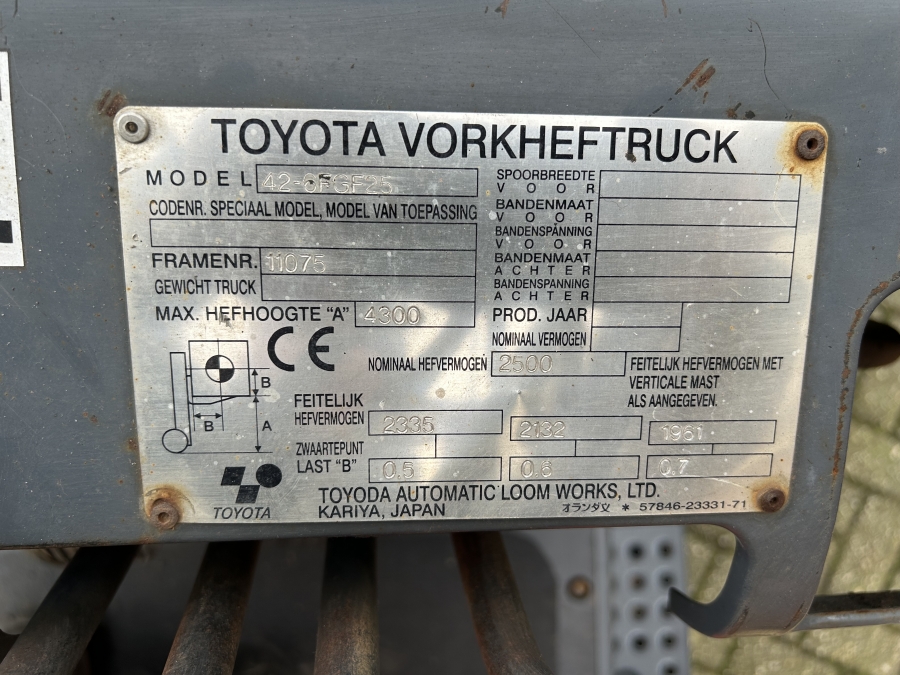 TOYOTA VORKHEFTRUCK
MODEL 42-6FGF25
CODENR. SPECIAAL MODEL, MODEL VAN TOEPASSING
FRAMENR. 11075
GEWICHT TRUCK
MAX. HEFHOOGTE "A" 4300
SPOORBREEDTE
VOOR
BANDENMAAT
VOOR
BANDENSPANNING
VOOR
BANDENMAAT
ACHTER
BANDENSPANNING
ACHTER
PROD. JAAR
NOMINAAL VERMOGEN
CE
NOMINAAL HEFVERMOGEN 2500
FEITELIJK HEFVERMOGEN MET
VERTICALE MAST
ALS AANGEGEVEN.
B
B
A
FEITELIJK
HEFVERMOGEN 2335 2132 1961
ZWAARTEPUNT
LAST "B" 0.5 0.6 0.7
TOYOTA
TOYODA AUTOMATIC LOOM WORKS, LTD.
KARIYA, JAPAN
オランダ文 * 57846-23331-71